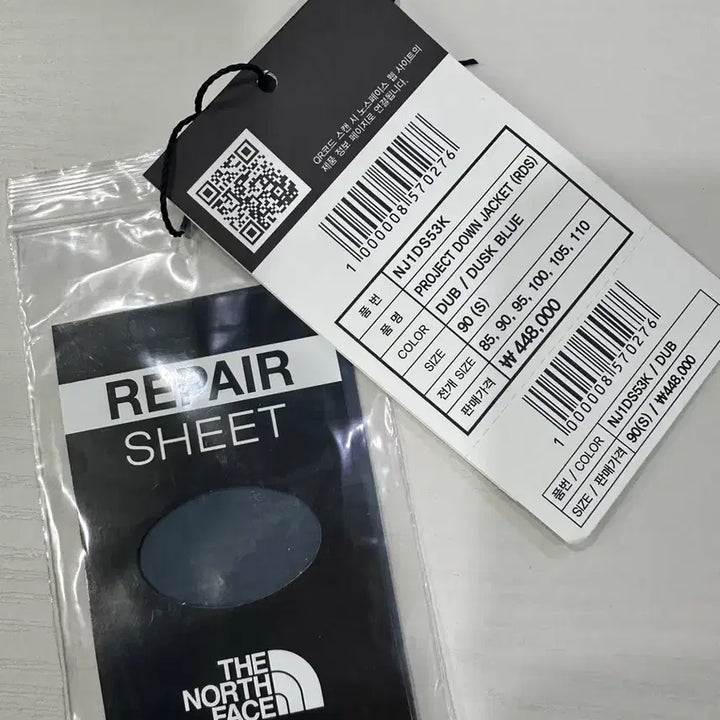 QR코드 스캔 시 노스페이스 웹 사이트의
제품 정보 페이지로 연결됩니다.
1 000008 570276
품 번 NJ1DS53K
품 명 PROJECT DOWN JACKET (RDS)
COLOR DUB / DUSK BLUE
SIZE 90 (S)
전개 SIZE 85, 90, 95, 100, 105, 110
판매가격 ₩ 448,000
1 000008 570276
품번 / COLOR NJ1DS53K / DUB
SIZE / 판매가격 90(S) / ₩448,000
REPAIR
SHEET
THE
NORTH
FACE